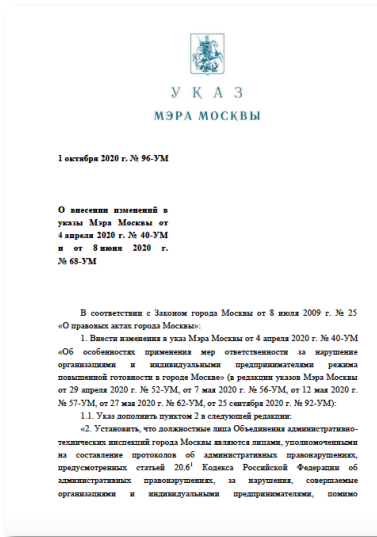 УКАЗ
МЭРА МОСКВЫ
1 октября 2020 г. № 96-УМ
О внесении изменений в
указы Мэра Москвы от
4 апреля 2020 г. № 40-УМ
и от 8 июня 2020 г.
№ 68-УМ
В соответствии с Законом города Москвы от 8 июля 2009 г. № 25
«О правовых актах города Москвы»:
1. Внести изменения в указ Мэра Москвы от 4 апреля 2020 г. № 40-УМ
«Об особенностях применения мер ответственности за нарушение
организациями и индивидуальными предпринимателями режима
повышенной готовности в городе Москве» (в редакции указов Мэра Москвы
от 29 апреля 2020 г. № 52-УМ, от 7 мая 2020 г. № 56-УМ, от 12 мая 2020 г.
№ 57-УМ, от 27 мая 2020 г. № 62-УМ, от 25 сентября 2020 г. № 92-УМ):
1.1. Указ дополнить пунктом 2 в следующей редакции:
«2. Установить, что должностные лица Объединения административно-
технических инспекций города Москвы являются лицами, уполномоченными
на составление протоколов об административных правонарушениях,
предусмотренных статьей 20.6¹ Кодекса Российской Федерации об
административных правонарушениях, за нарушения, совершаемые
организациями и индивидуальными предпринимателями, помимо